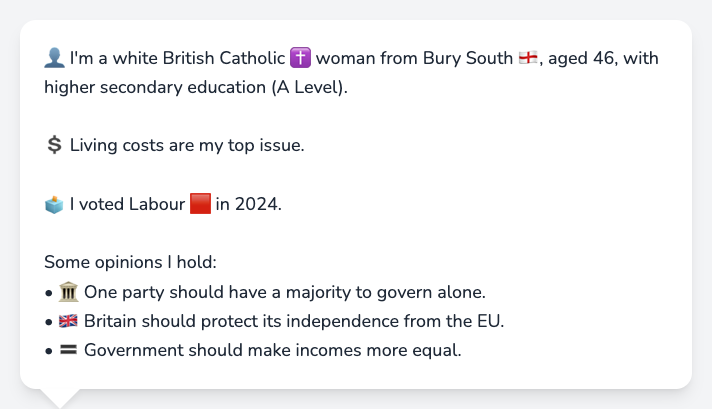 👤 I'm a white British Catholic ✝️ woman from Bury South 🏴󠁧󠁢󠁥󠁮󠁧󠁿, aged 46, with
higher secondary education (A Level).
💲 Living costs are my top issue.
🗳️ I voted Labour 🟥 in 2024.
Some opinions I hold:
• 🏛️ One party should have a majority to govern alone.
• 🇬🇧 Britain should protect its independence from the EU.
• 🟰 Government should make incomes more equal.